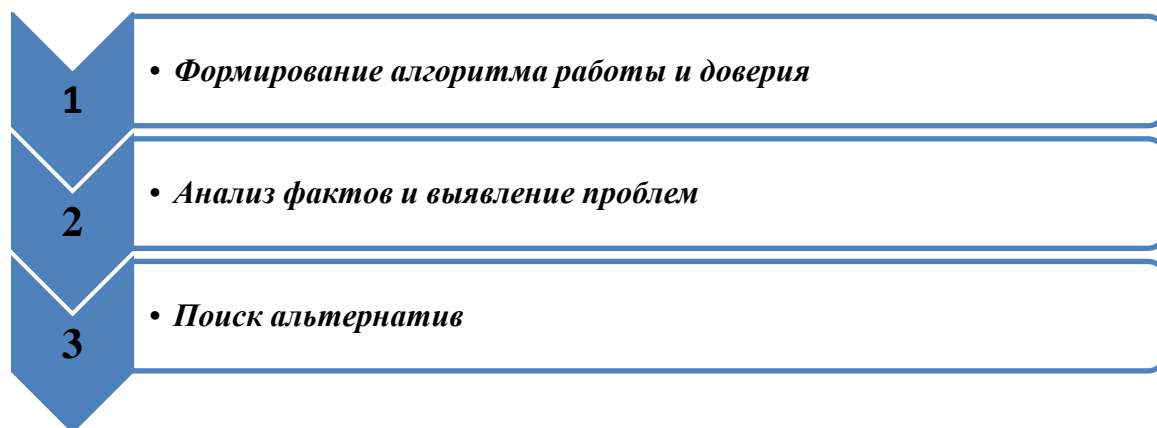 1
• Формирование алгоритма работы и доверия
2
• Анализ фактов и выявление проблем
3
• Поиск альтернатив